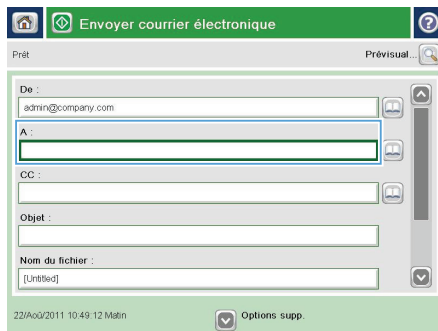 Envoyer courrier électronique
?
Prêt
Prévisual...
De :
admin@company.com
A :
CC :
Objet :
Nom du fichier :
[Untitled]
22/Aoû/2011 10:49:12 Matin
Options supp.